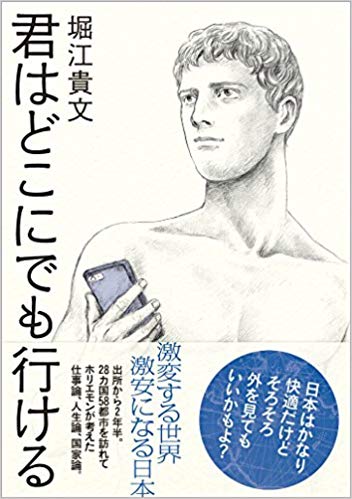 堀江貴文
君はどこにでも行ける
激変する世界
激安になる日本
出所から2年半。
28カ国58都市を訪れて
ホリエモンが考えた
仕事論、人生論、国家論。
日本はかなり
快適だけど
そろそろ
外を見ても
いいかもよ？